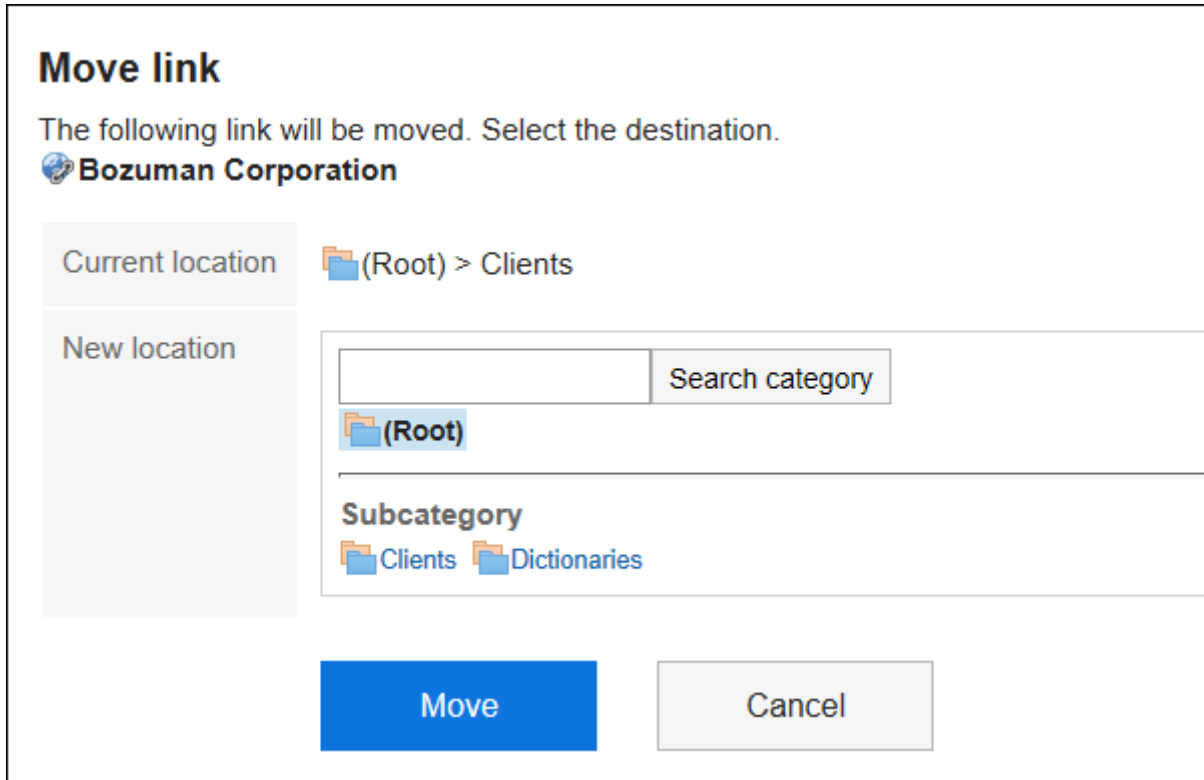 Move link
The following link will be moved. Select the destination.
Bozuman Corporation
Current location
(Root) > Clients
New location
Search category
(Root)
Subcategory
Clients Dictionaries
Move Cancel